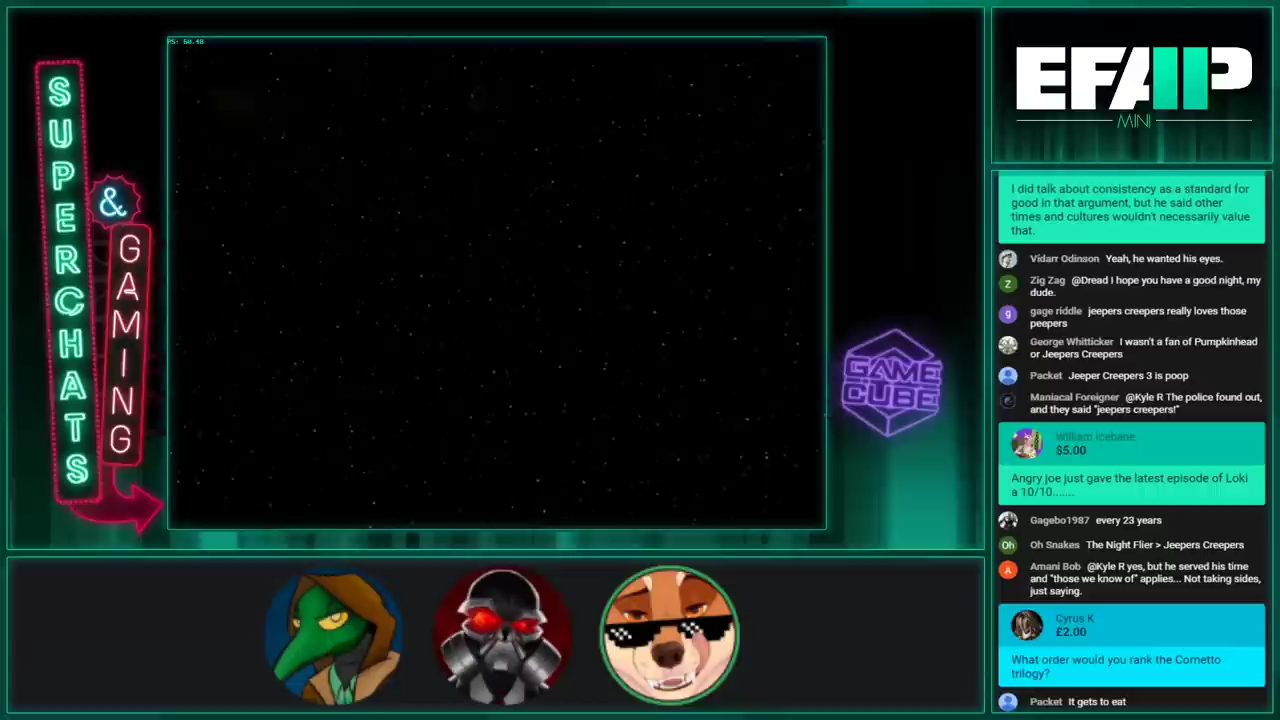 PS: 50.48
SUPERCHATS
&
GAMING
GAME
CUBE
EFAP
MINI
I did talk about consistency as a standard for
good in that argument, but he said other
times and cultures wouldn't necessarily value
that.
Vidarr Odinson Yeah, he wanted his eyes.
Z
Zig Zag @Dread I hope you have a good night, my
dude.
g
gage riddle jeepers creepers really loves those
peepers
George Whitticker I wasn't a fan of Pumpkinhead
or Jeepers Creepers
Packet Jeeper Creepers 3 is poop
Maniacal Foreigner @Kyle R The police found out,
and they said "jeepers creepers!"
William Icebane
$5.00
Angry joe just gave the latest episode of Loki
a 10/10.......
Gagebo1987 every 23 years
Oh
Oh Snakes The Night Flier > Jeepers Creepers
A
Amani Bob @Kyle R yes, but he served his time
and "those we know of" applies... Not taking sides,
just saying.
Cyrus K
£2.00
What order would you rank the Cornetto
trilogy?
Packet It gets to eat